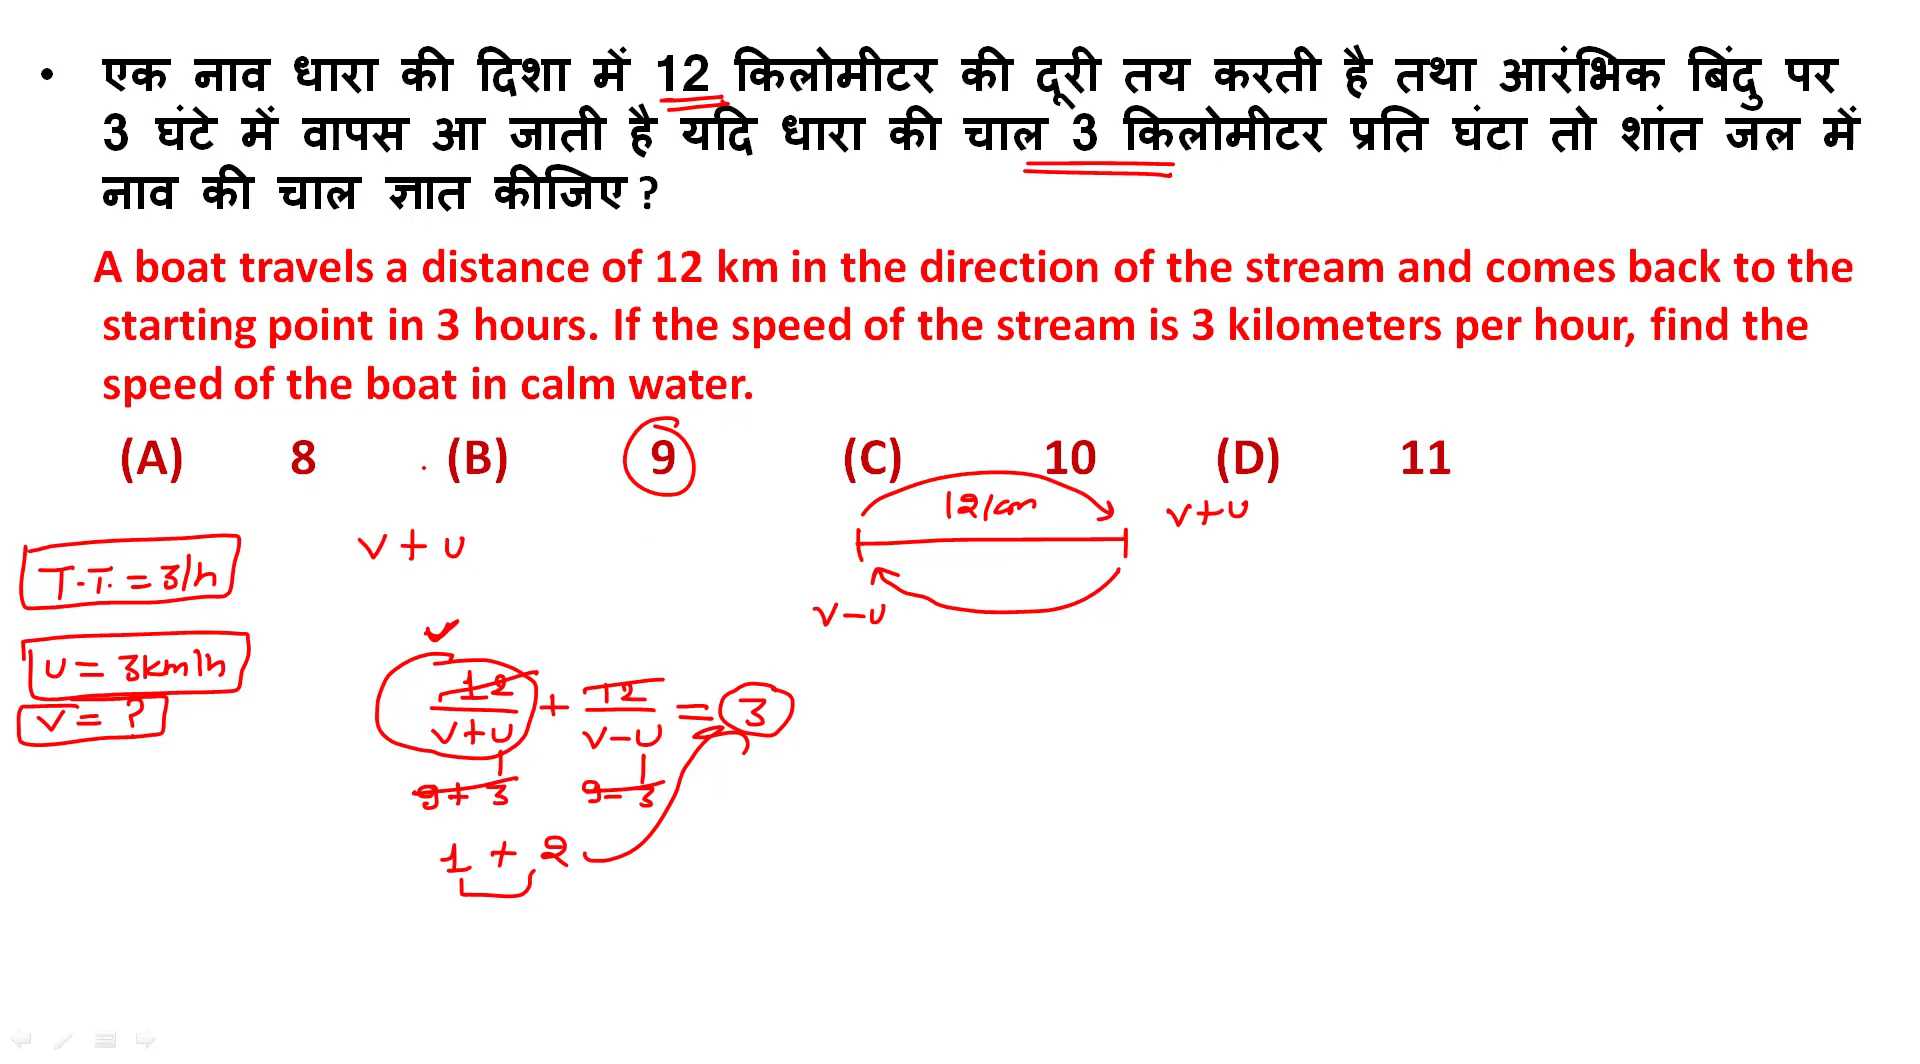 • एक नाव धारा की दिशा में 12 किलोमीटर की दूरी तय करती है तथा आरंभिक बिंदु पर
3 घंटे में वापस आ जाती है यदि धारा की चाल 3 किलोमीटर प्रति घंटा तो शांत जल में
नाव की चाल ज्ञात कीजिए ?
A boat travels a distance of 12 km in the direction of the stream and comes back to the
starting point in 3 hours. If the speed of the stream is 3 kilometers per hour, find the
speed of the boat in calm water.
(A) 8 (B) 9 (C) 10 (D) 11
12km v+u
v+u
T.T. = 3/h
v-u
u = 3km/h
12/v+u + 12/v-u = 3
v = ?
1 1
9+3 9-3
1 + 2